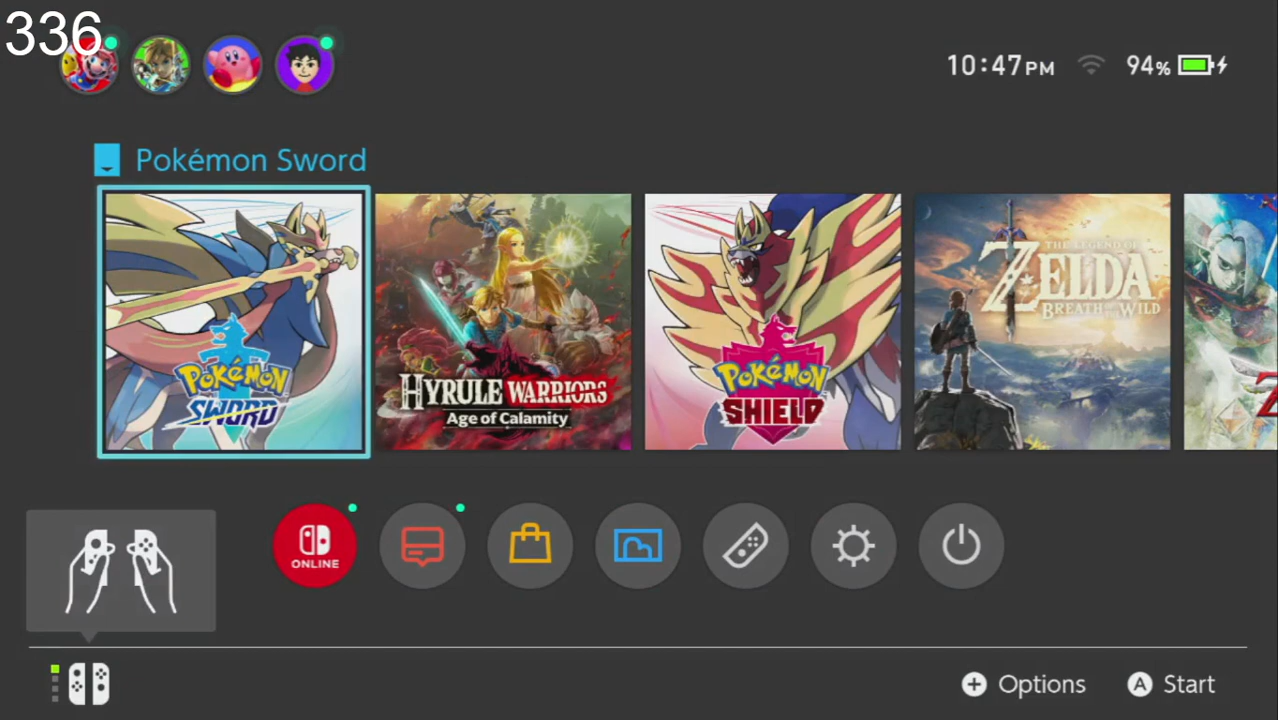 336
10:47PM 94%
Pokémon Sword
POKÉMON
SWORD
HYRULE WARRIORS
Age of Calamity
POKÉMON
SHIELD
THE LEGEND OF
ZELDA
BREATH OF THE WILD
Z
ONLINE
+ Options
A Start